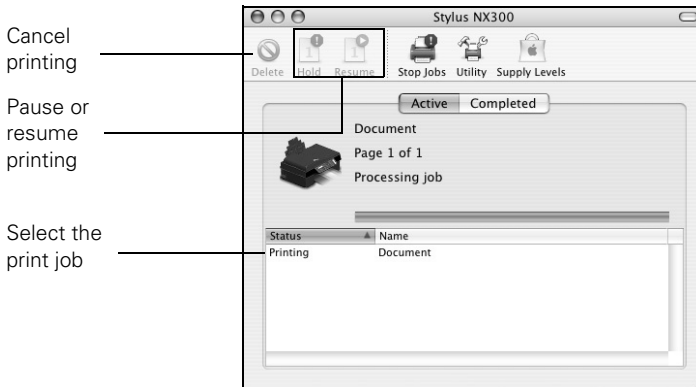 Stylus NX300
Cancel
printing
Delete Hold Resume Stop Jobs Utility Supply Levels
Pause or
resume
printing
Active Completed
Document
Page 1 of 1
Processing job
Select the
print job
Status Name
Printing Document